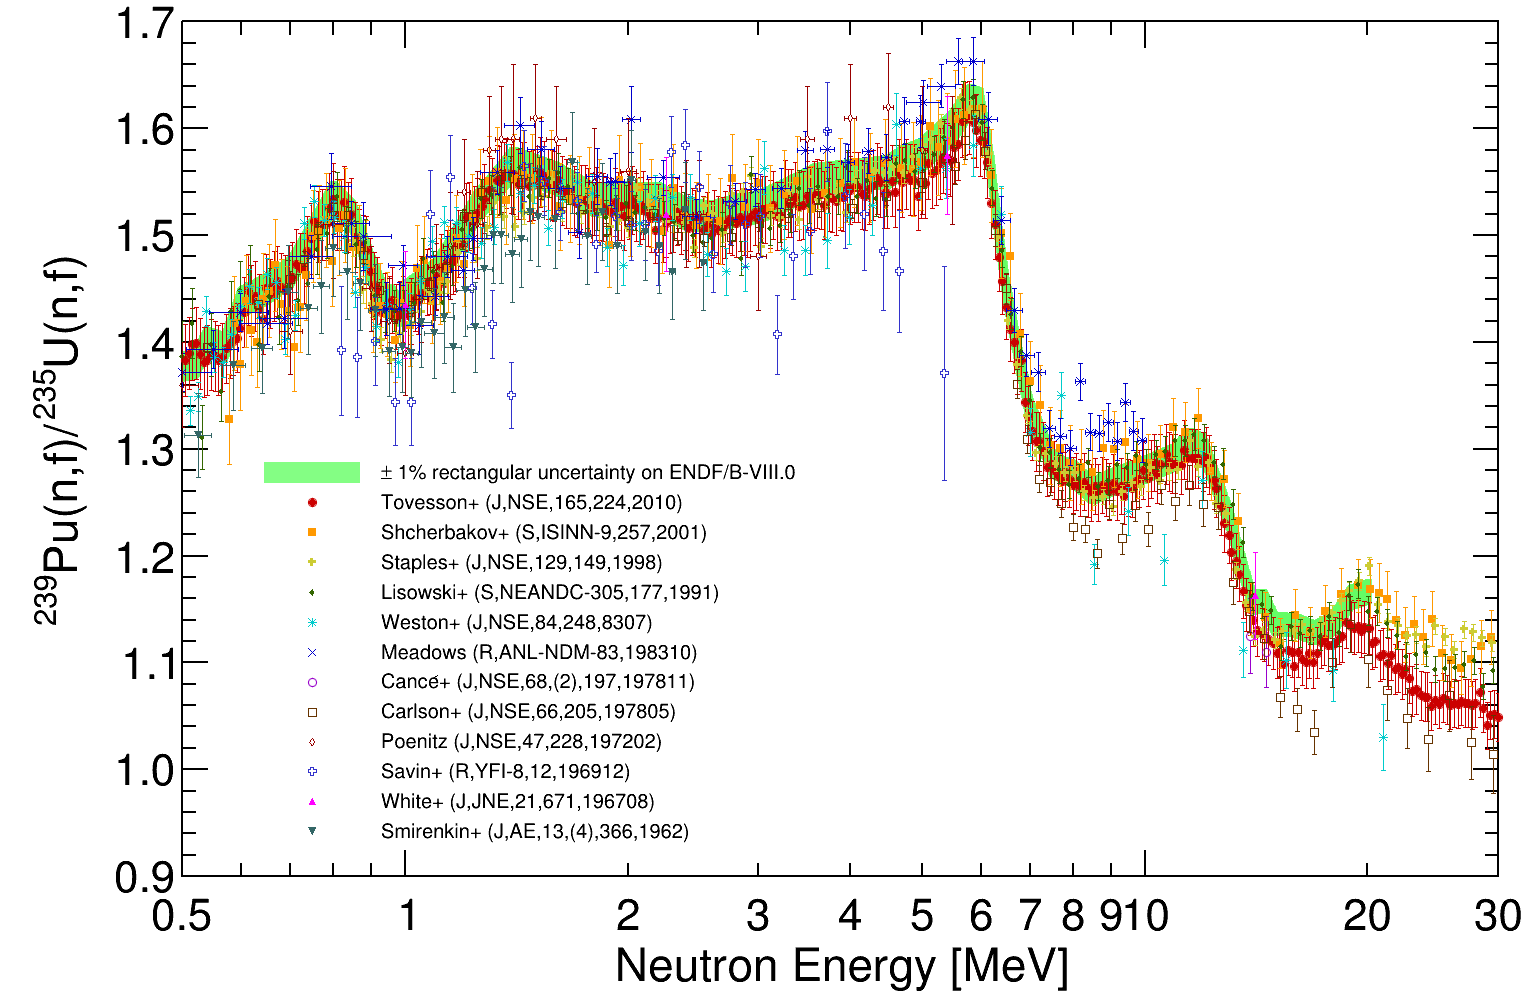 1.7
1.6
1.5
1.4
1.3
1.2
1.1
1.0
0.9
²³⁹Pu(n,f)/²³⁵U(n,f)
± 1% rectangular uncertainty on ENDF/B-VIII.0
Tovesson+ (J,NSE,165,224,2010)
Shcherbakov+ (S,ISINN-9,257,2001)
Staples+ (J,NSE,129,149,1998)
Lisowski+ (S,NEANDC-305,177,1991)
Weston+ (J,NSE,84,248,8307)
Meadows (R,ANL-NDM-83,198310)
Cance+ (J,NSE,68,(2),197,197811)
Carlson+ (J,NSE,66,205,197805)
Poenitz (J,NSE,47,228,197202)
Savin+ (R,YFI-8,12,196912)
White+ (J,JNE,21,671,196708)
Smirenkin+ (J,AE,13,(4),366,1962)
0.5 1 2 3 4 5 6 7 8 910 20 30
Neutron Energy [MeV]